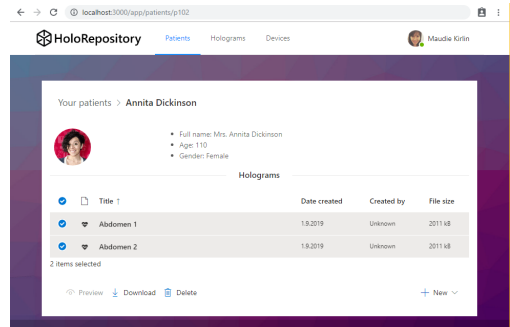 localhost:3000/app/patients/p102
HoloRepository Patients Holograms Devices Maudie Kirlin
Your patients > Annita Dickinson
• Full name: Mrs. Annita Dickinson
• Age: 110
• Gender: Female
Holograms
Title ↑ Date created Created by File size
Abdomen 1 1.9.2019 Unknown 2011 kB
Abdomen 2 1.9.2019 Unknown 2011 kB
2 items selected
Preview Download Delete + New